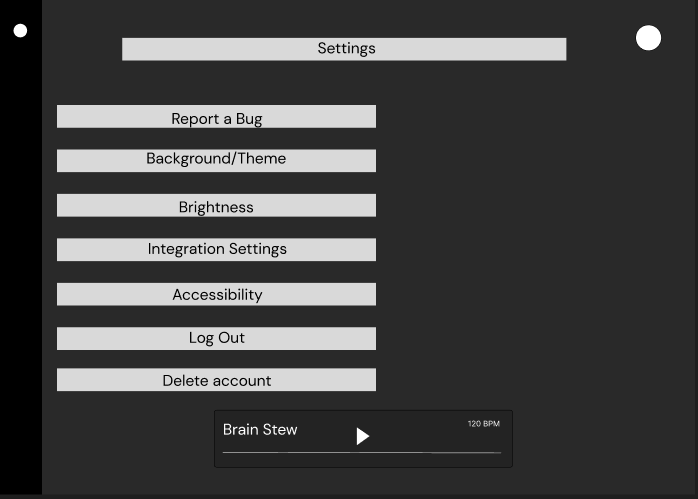 Settings
Report a Bug
Background/Theme
Brightness
Integration Settings
Accessibility
Log Out
Delete account
Brain Stew
120 BPM